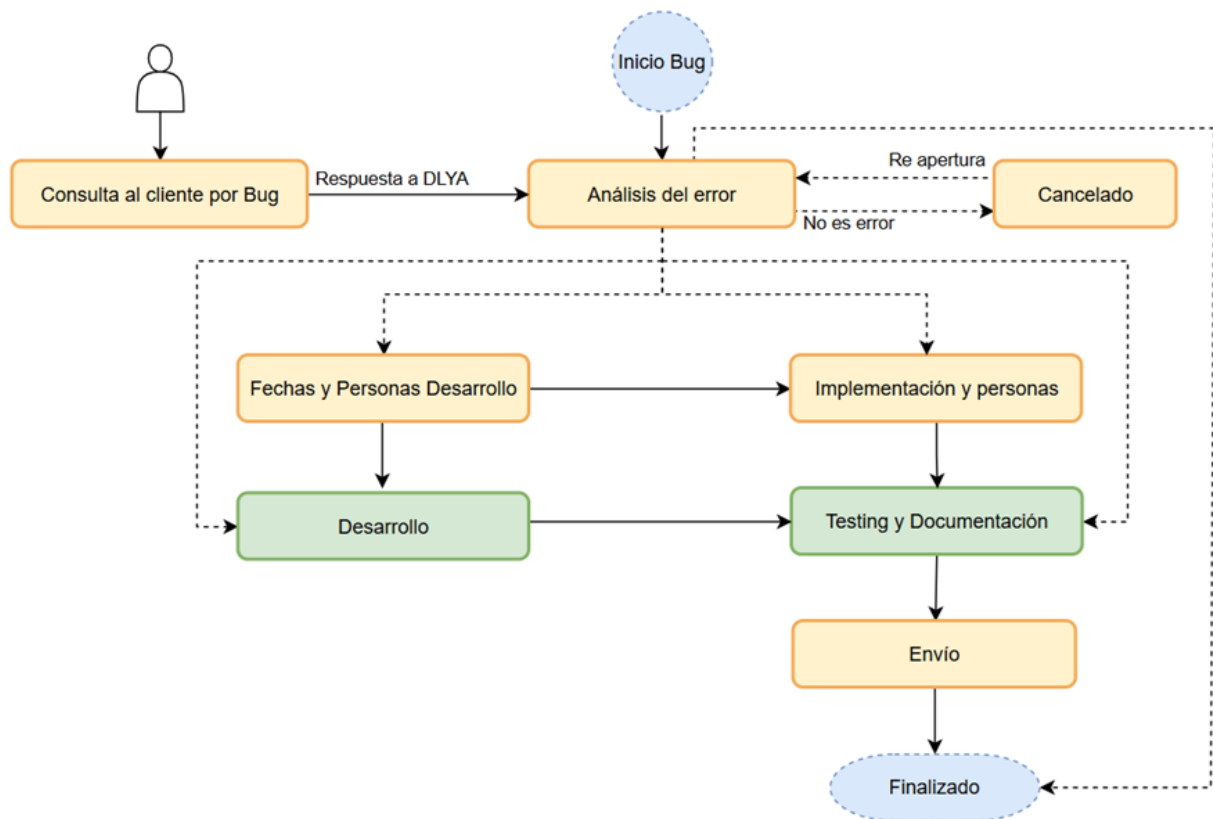 Inicio Bug
Consulta al cliente por Bug
Respuesta a DLYA
Análisis del error
Re apertura
No es error
Cancelado
Fechas y Personas Desarrollo
Implementación y personas
Desarrollo
Testing y Documentación
Envío
Finalizado